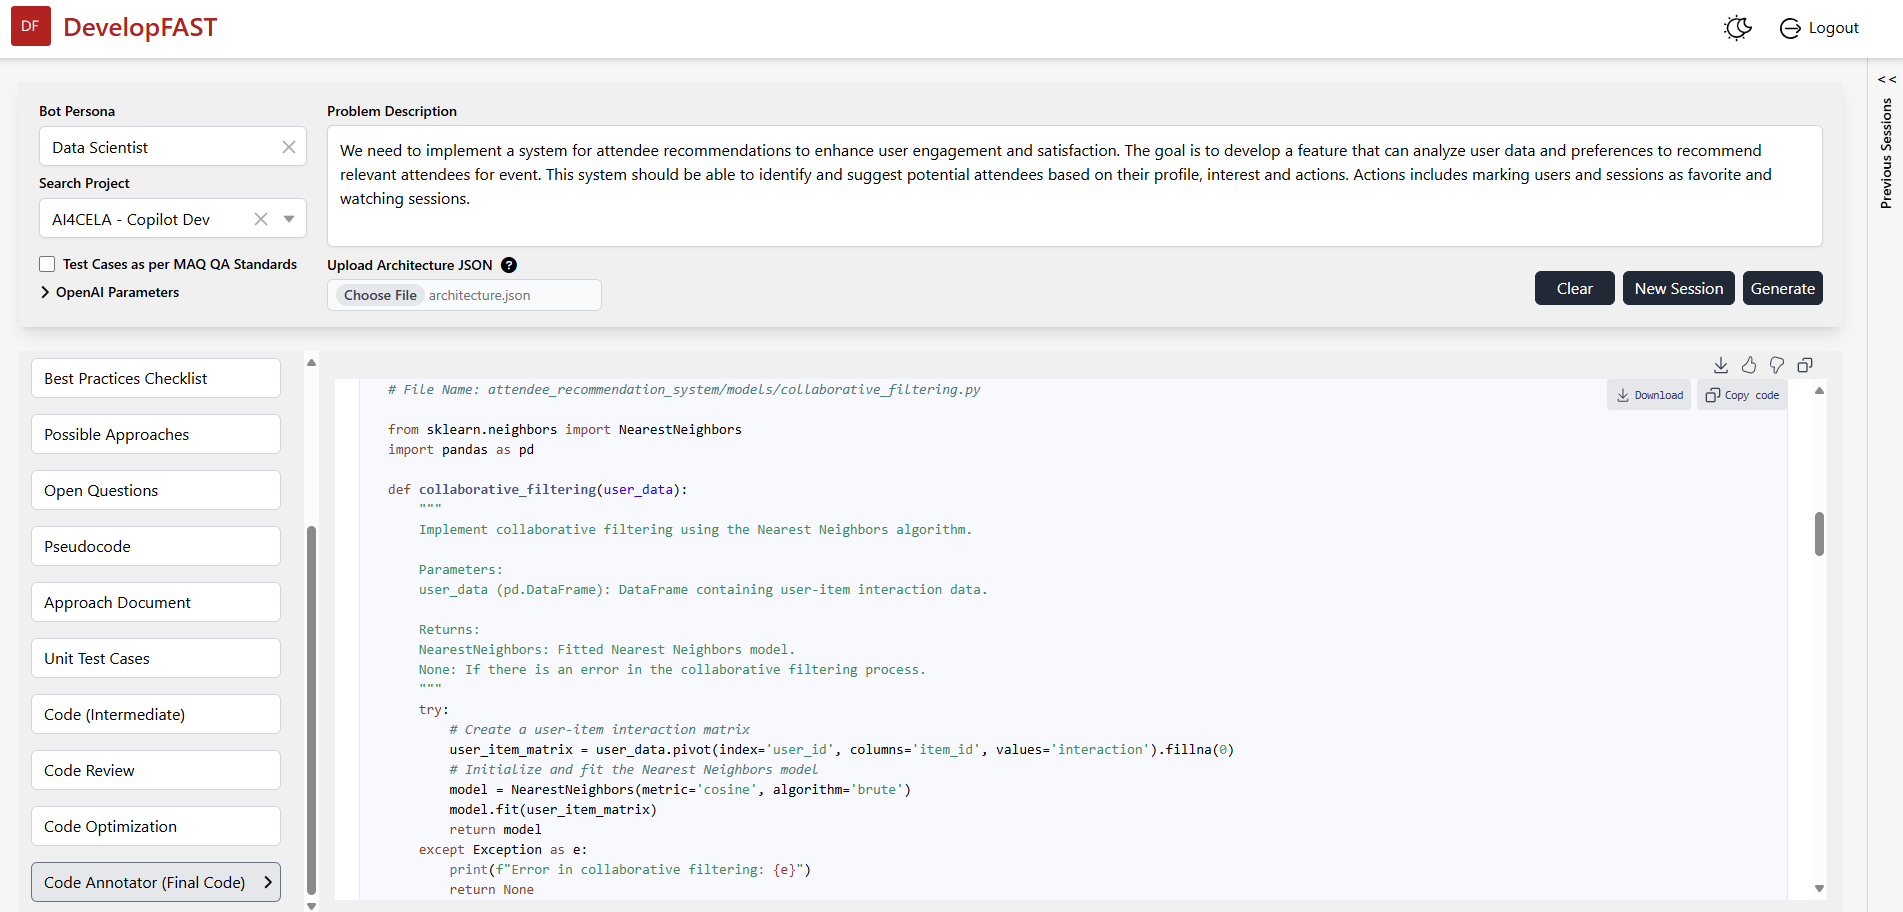 DF
DevelopFAST
Logout
Bot Persona
Data Scientist
Search Project
AI4CELA - Copilot Dev
Test Cases as per MAQ QA Standards
OpenAI Parameters
Problem Description
We need to implement a system for attendee recommendations to enhance user engagement and satisfaction. The goal is to develop a feature that can analyze user data and preferences to recommend
relevant attendees for event. This system should be able to identify and suggest potential attendees based on their profile, interest and actions. Actions includes marking users and sessions as favorite and
watching sessions.
Upload Architecture JSON ?
Choose File architecture.json
Clear
New Session
Generate
<<
Previous Sessions
Best Practices Checklist
Possible Approaches
Open Questions
Pseudocode
Approach Document
Unit Test Cases
Code (Intermediate)
Code Review
Code Optimization
Code Annotator (Final Code)
Download
Copy code
# File Name: attendee_recommendation_system/models/collaborative_filtering.py
from sklearn.neighbors import NearestNeighbors
import pandas as pd
def collaborative_filtering(user_data):
"""
Implement collaborative filtering using the Nearest Neighbors algorithm.
Parameters:
user_data (pd.DataFrame): DataFrame containing user-item interaction data.
Returns:
NearestNeighbors: Fitted Nearest Neighbors model.
None: If there is an error in the collaborative filtering process.
"""
try:
# Create a user-item interaction matrix
user_item_matrix = user_data.pivot(index='user_id', columns='item_id', values='interaction').fillna(0)
# Initialize and fit the Nearest Neighbors model
model = NearestNeighbors(metric='cosine', algorithm='brute')
model.fit(user_item_matrix)
return model
except Exception as e:
print(f"Error in collaborative filtering: {e}")
return None